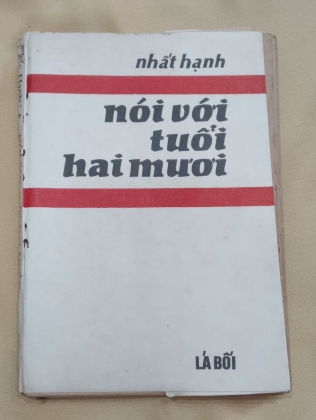 nhất hạnh
nói với
tuổi
hai mươi
LÁ BỐI